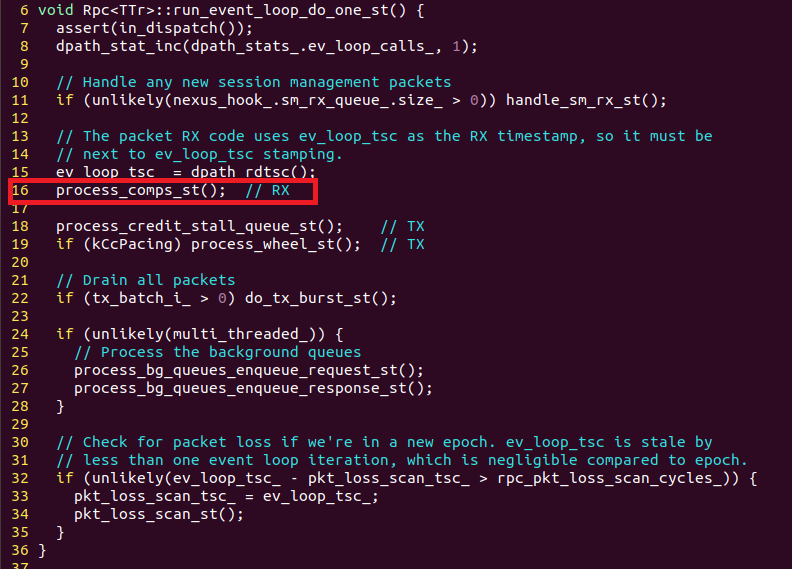 6 void Rpc<TTr>::run_event_loop_do_one_st() {
7   assert(in_dispatch());
8   dpath_stat_inc(dpath_stats_.ev_loop_calls_, 1);
9
10   // Handle any new session management packets
11   if (unlikely(nexus_hook_.sm_rx_queue_.size_ > 0)) handle_sm_rx_st();
12
13   // The packet RX code uses ev_loop_tsc as the RX timestamp, so it must be
14   // next to ev_loop_tsc stamping.
15   ev_loop_tsc_ = dpath_rdtsc();
16   process_comps_st();  // RX
17
18   process_credit_stall_queue_st();    // TX
19   if (kCcPacing) process_wheel_st();  // TX
20
21   // Drain all packets
22   if (tx_batch_i_ > 0) do_tx_burst_st();
23
24   if (unlikely(multi_threaded_)) {
25     // Process the background queues
26     process_bg_queues_enqueue_request_st();
27     process_bg_queues_enqueue_response_st();
28   }
29
30   // Check for packet loss if we're in a new epoch. ev_loop_tsc is stale by
31   // less than one event loop iteration, which is negligible compared to epoch.
32   if (unlikely(ev_loop_tsc_ - pkt_loss_scan_tsc_ > rpc_pkt_loss_scan_cycles_)) {
33     pkt_loss_scan_tsc_ = ev_loop_tsc_;
34     pkt_loss_scan_st();
35   }
36 }
37